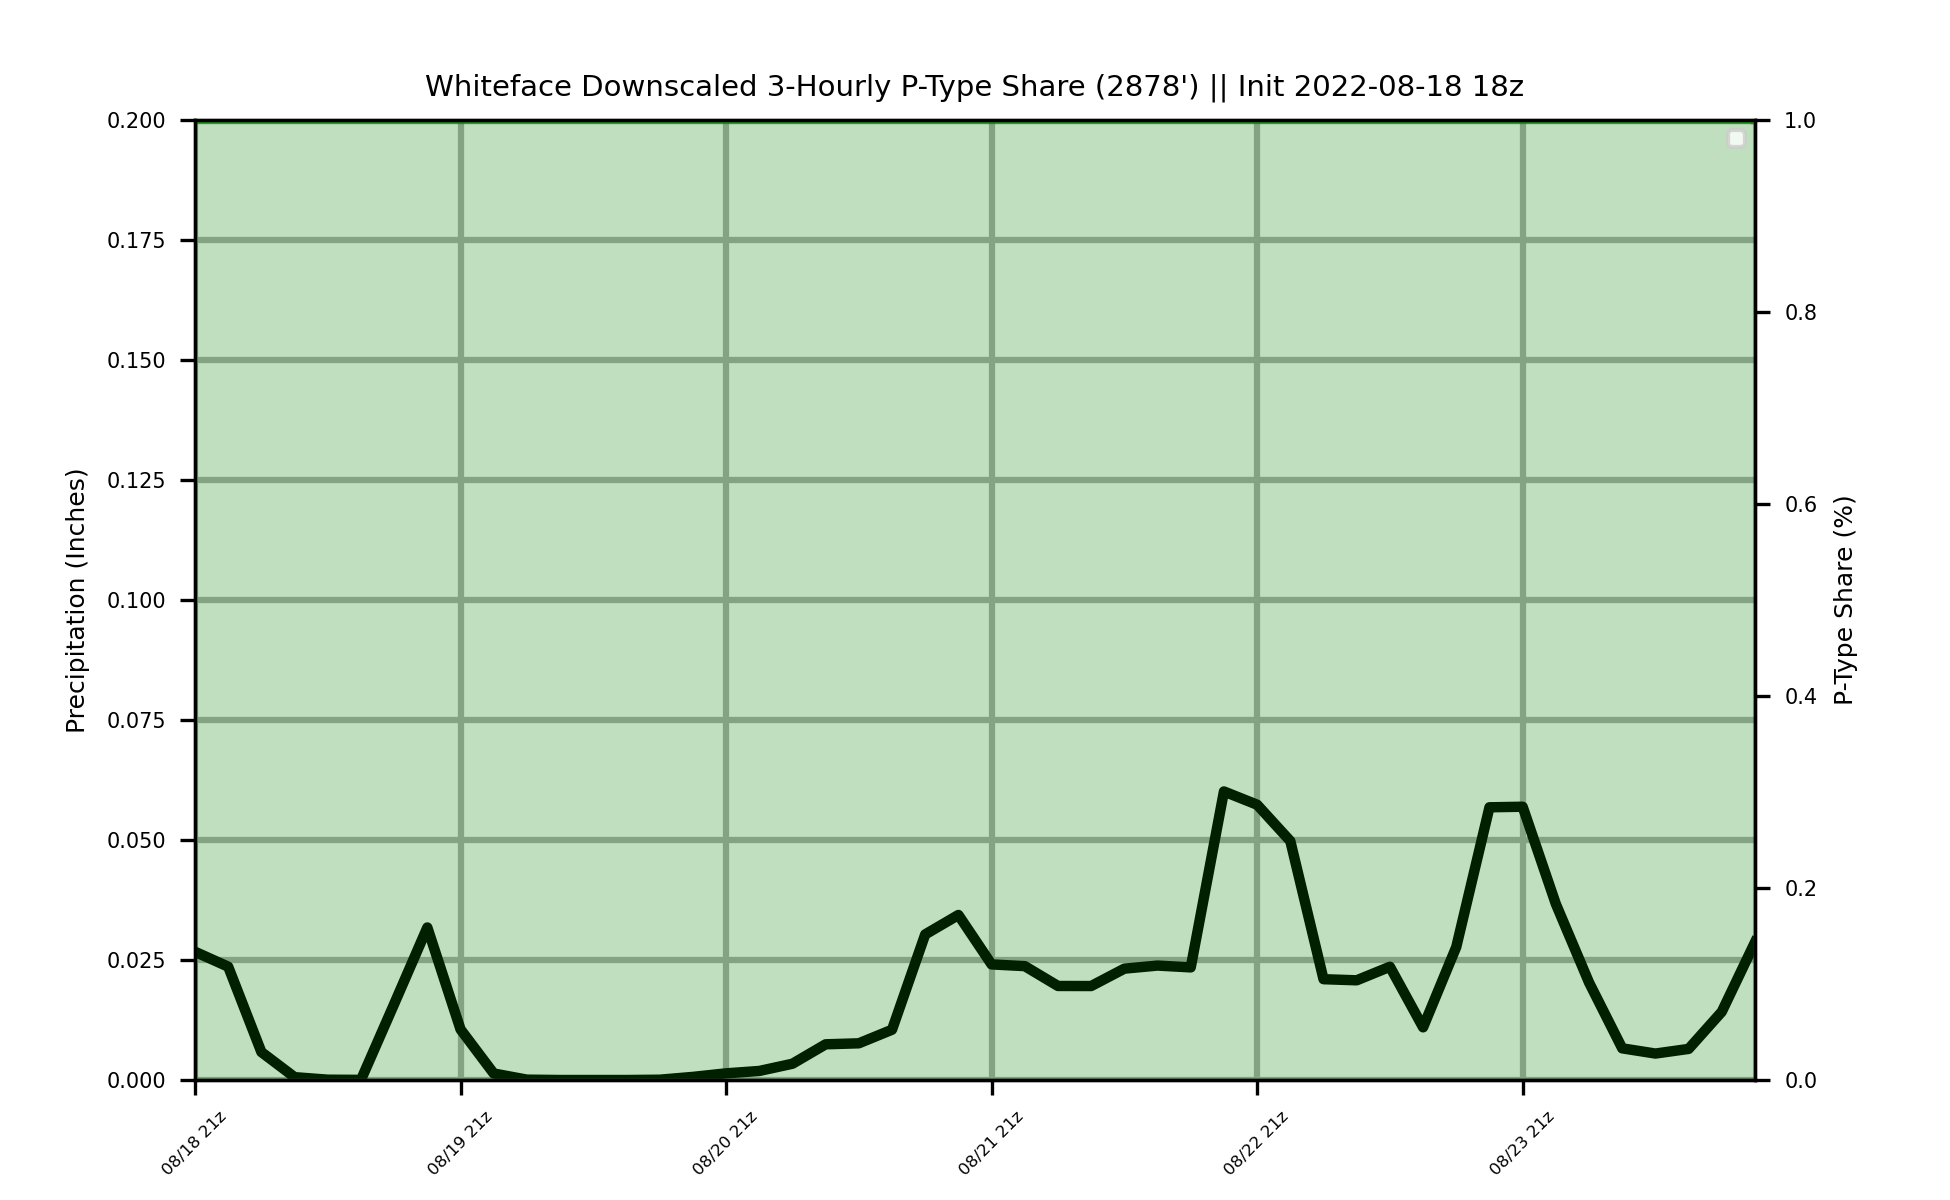 Whiteface Downscaled 3-Hourly P-Type Share (2878') || Init 2022-08-18 18z
0.200
0.175
0.150
0.125
0.100
0.075
0.050
0.025
0.000
Precipitation (Inches)
1.0
0.8
0.6
0.4
0.2
0.0
P-Type Share (%)
08/18 21z
08/19 21z
08/20 21z
08/21 21z
08/22 21z
08/23 21z